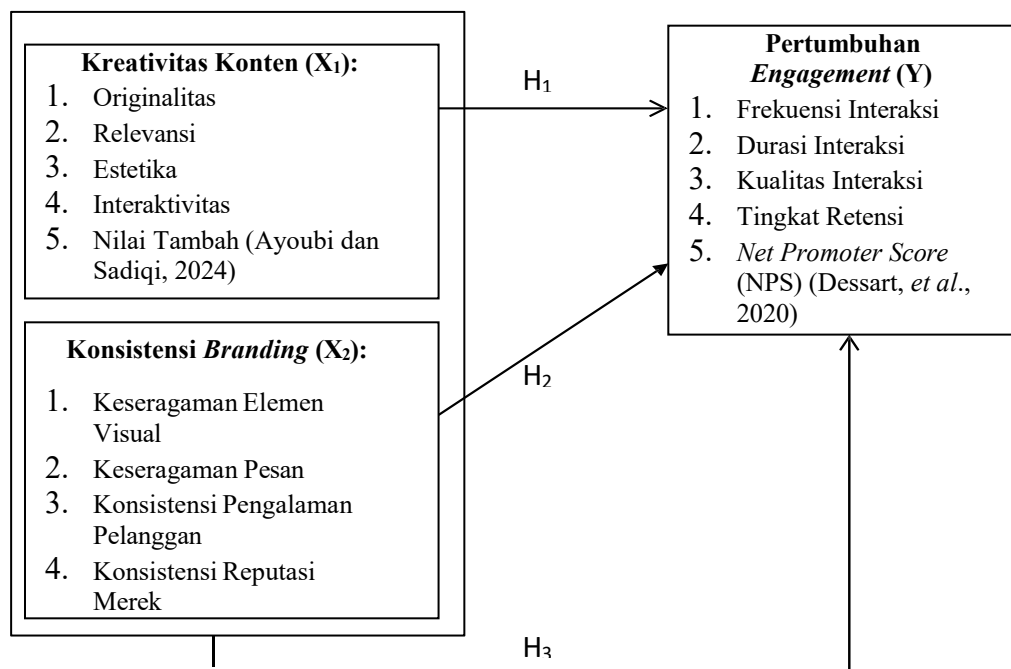 Kreativitas Konten (X₁):
1. Originalitas
2. Relevansi
3. Estetika
4. Interaktivitas
5. Nilai Tambah (Ayoubi dan
Sadiqi, 2024)
Konsistensi Branding (X₂):
1. Keseragaman Elemen
Visual
2. Keseragaman Pesan
3. Konsistensi Pengalaman
Pelanggan
4. Konsistensi Reputasi
Merek
H₁
H₂
H₃
Pertumbuhan
Engagement (Y)
1. Frekuensi Interaksi
2. Durasi Interaksi
3. Kualitas Interaksi
4. Tingkat Retensi
5. Net Promoter Score
(NPS) (Dessart, et al.,
2020)